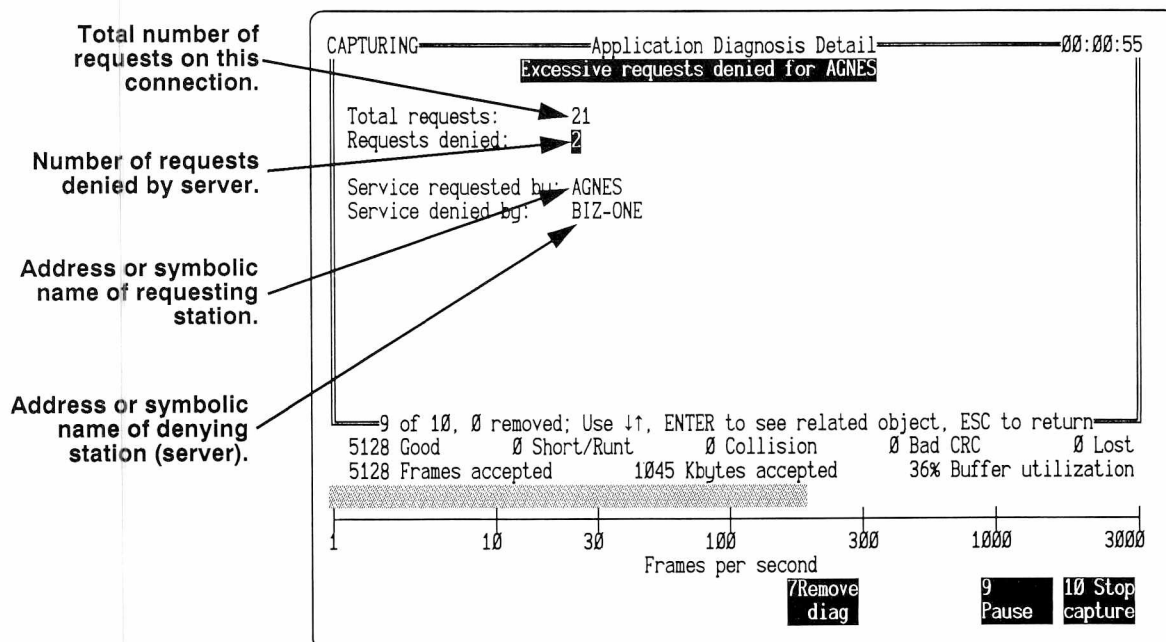 Total number of
requests on this
connection.
Number of requests
denied by server.
Address or symbolic
name of requesting
station.
Address or symbolic
name of denying
station (server).
CAPTURING Application Diagnosis Detail 00:00:55
Excessive requests denied for AGNES
Total requests: 21
Requests denied: 2
Service requested by: AGNES
Service denied by: BIZ-ONE
9 of 10, 0 removed; Use ↓↑, ENTER to see related object, ESC to return
5128 Good 0 Short/Runt 0 Collision 0 Bad CRC 0 Lost
5128 Frames accepted 1045 Kbytes accepted 36% Buffer utilization
1 10 30 100 300 1000 3000
Frames per second
7Remove 9 10 Stop
diag Pause capture